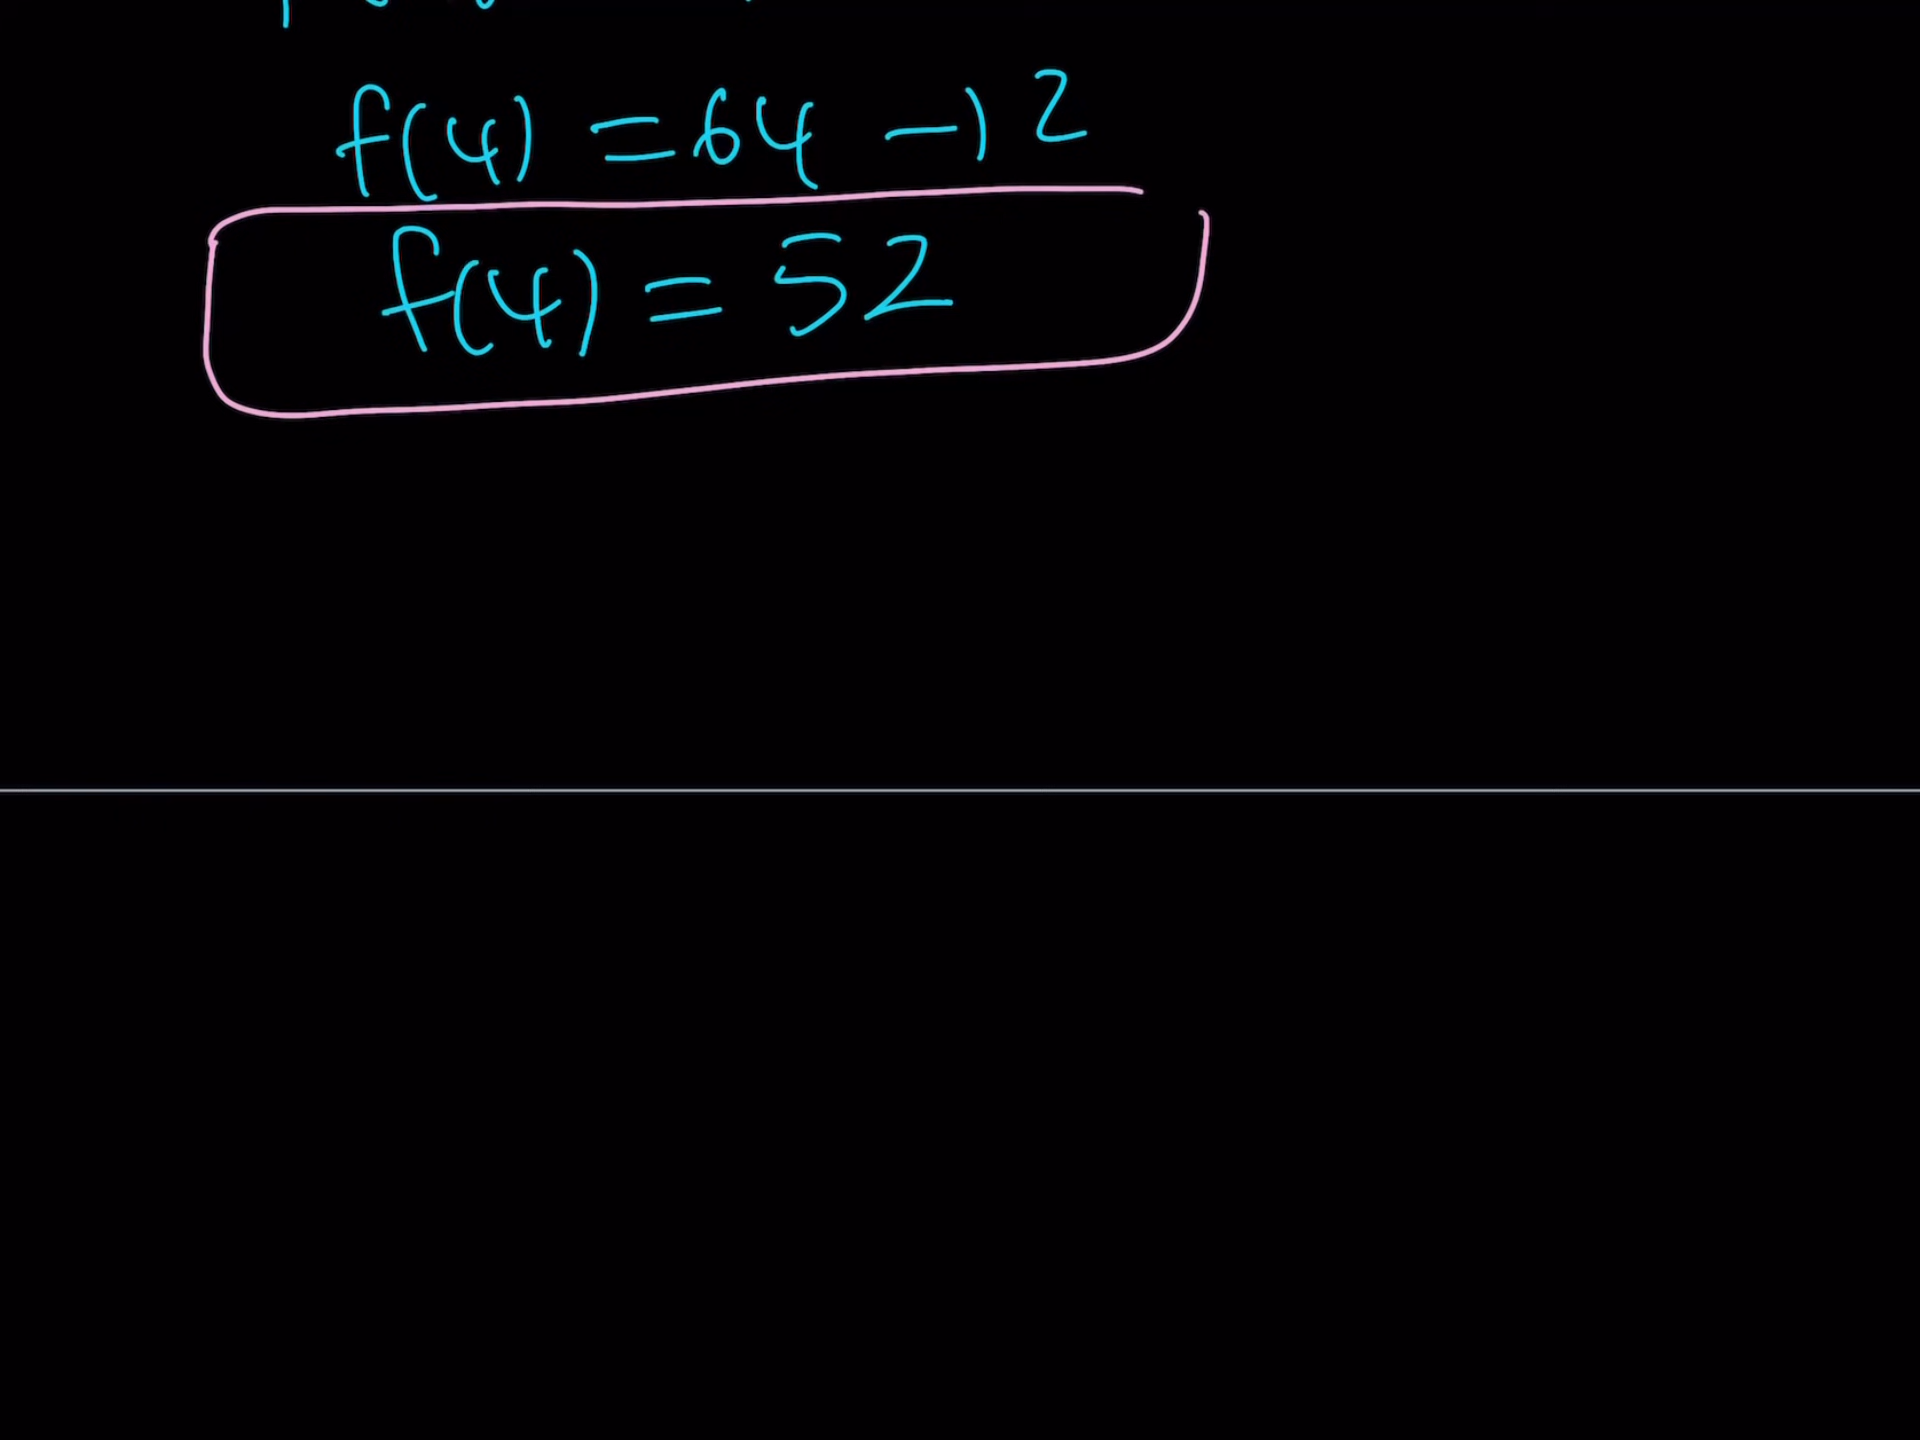 f(4) = 64 - 12
f(4) = 52